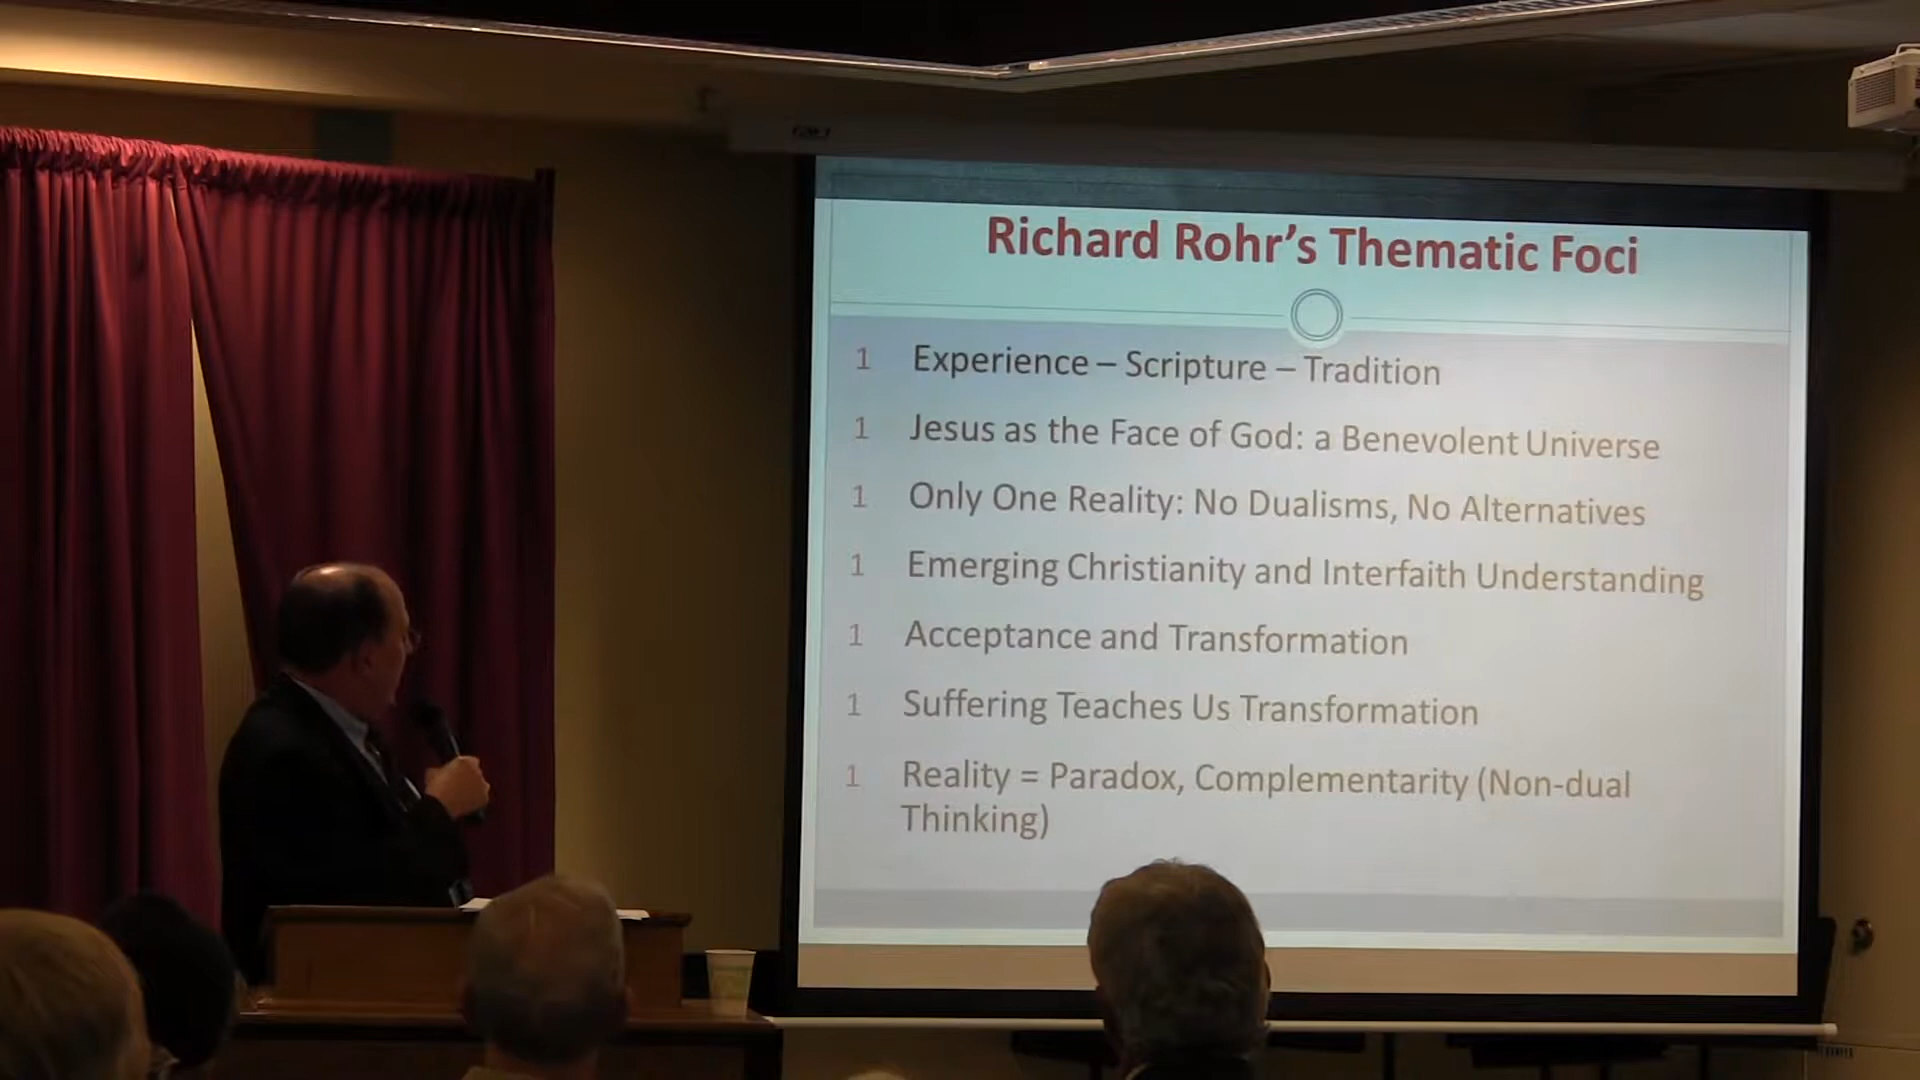 Richard Rohr's Thematic Foci
1 Experience – Scripture – Tradition
1 Jesus as the Face of God: a Benevolent Universe
1 Only One Reality: No Dualisms, No Alternatives
1 Emerging Christianity and Interfaith Understanding
1 Acceptance and Transformation
1 Suffering Teaches Us Transformation
1 Reality = Paradox, Complementarity (Non-dual
Thinking)